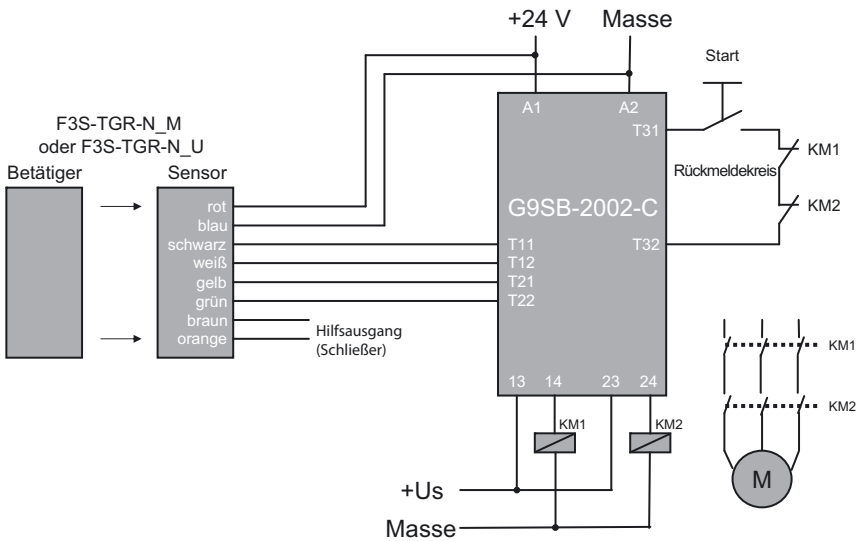 +24 V
Masse
Start
F3S-TGR-N_M
oder F3S-TGR-N_U
Betätiger
Sensor
A1
A2
T31
KM1
Rückmeldekreis
KM2
rot
blau
schwarz
weiß
gelb
grün
braun
orange
G9SB-2002-C
T11
T12
T21
T22
T32
Hilfsausgang
(Schließer)
13
14
23
24
KM1
KM2
KM1
KM2
M
+Us
Masse